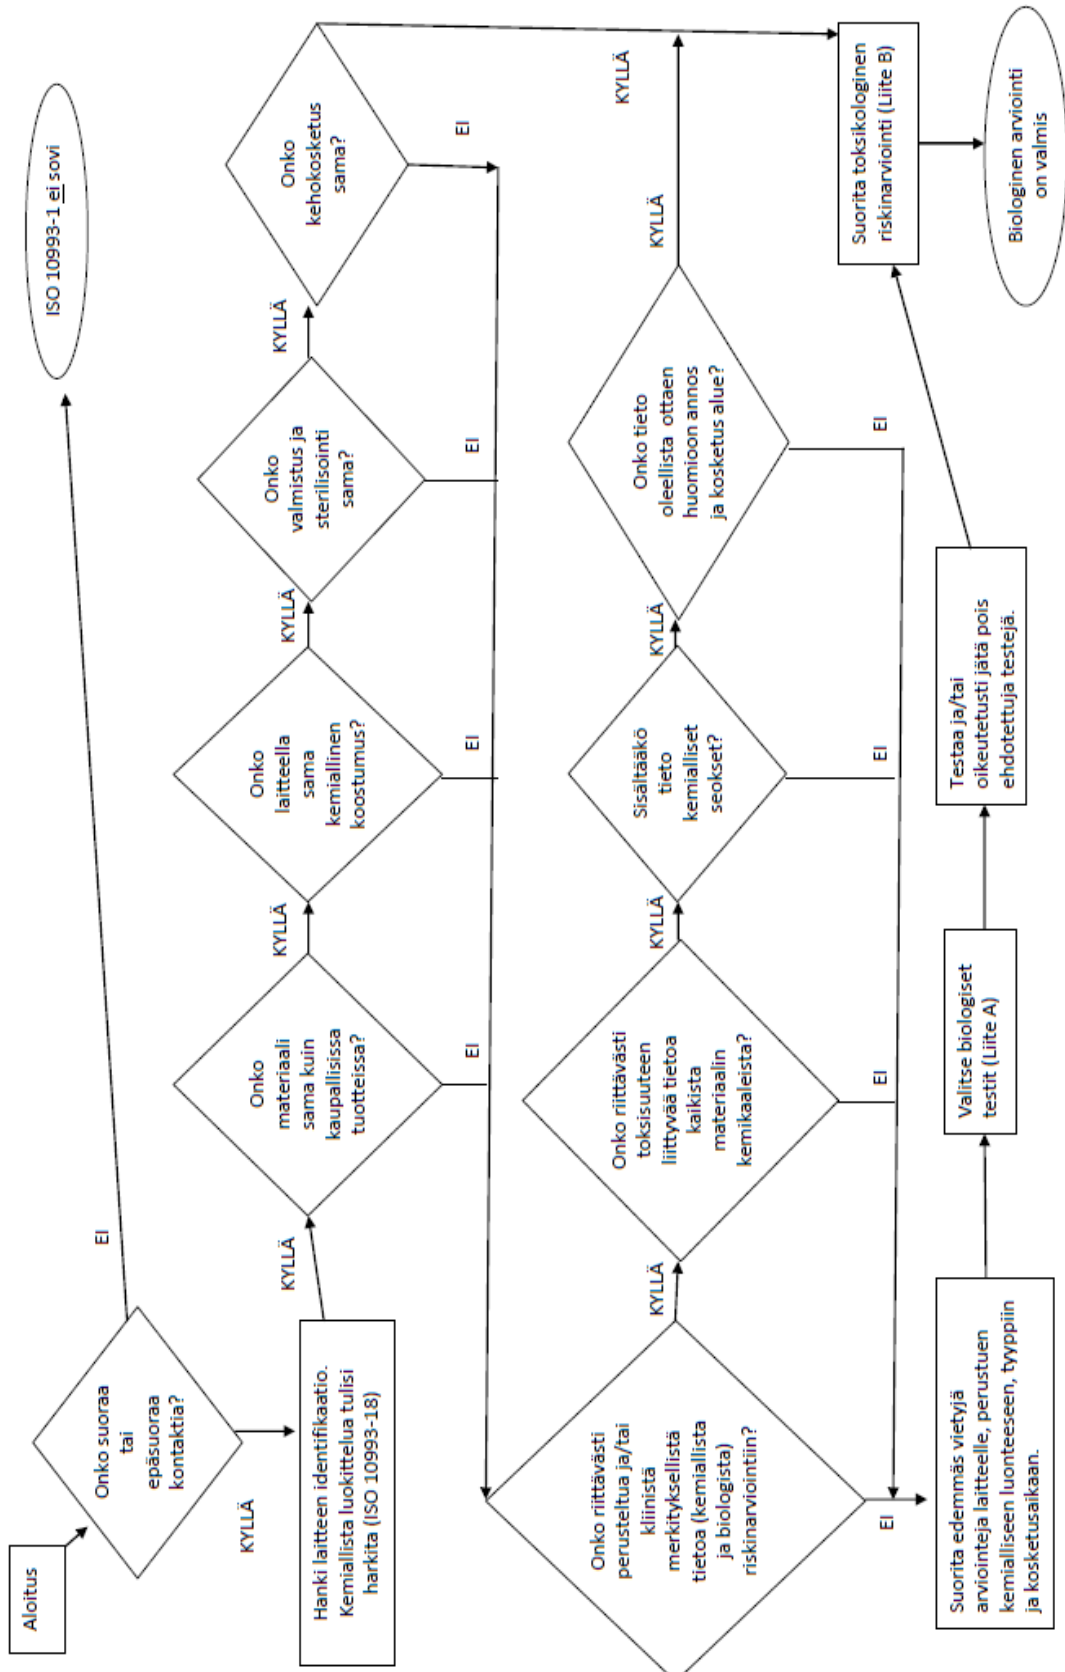 Aloitus
Onko suoraa
tai
epäsuoraa
kontaktia?
EI
ISO 10993-1 ei sovi
KYLLÄ
Hanki laitteen identifikaatio.
Kemiallista luokittelua tulisi
harkita (ISO 10993-18)
KYLLÄ
Onko
materiaali
sama kuin
kaupallisissa
tuotteissa?
EI
KYLLÄ
Onko
laitteella
sama
kemiallinen
koostumus?
EI
KYLLÄ
Onko
valmistus ja
sterilisointi
sama?
EI
KYLLÄ
Onko
kehokosketus
sama?
EI
KYLLÄ
Onko riittävästi
perusteltua ja/tai
kliinistä
merkityksellistä
tietoa (kemiallista
ja biologista)
riskinarviointiin?
EI
KYLLÄ
Onko riittävästi
toksisuuteen
liittyvää tietoa
kaikista
materiaalin
kemikaaleista?
EI
KYLLÄ
Sisältääkö
tieto
kemialliset
seokset?
EI
KYLLÄ
Onko tieto
oleellista ottaen
huomioon annos
ja kosketus alue?
EI
KYLLÄ
Suorita edemmäs vietyjä
arviointeja laitteelle, perustuen
kemialliseen luonteeseen, tyyppiin
ja kosketusaikaan.
Valitse biologiset
testit (Liite A)
Testaa ja/tai
oikeutetusti jätä pois
ehdotettuja testejä.
Suorita toksikologinen
riskinarviointi (Liite B)
Biologinen arviointi
on valmis